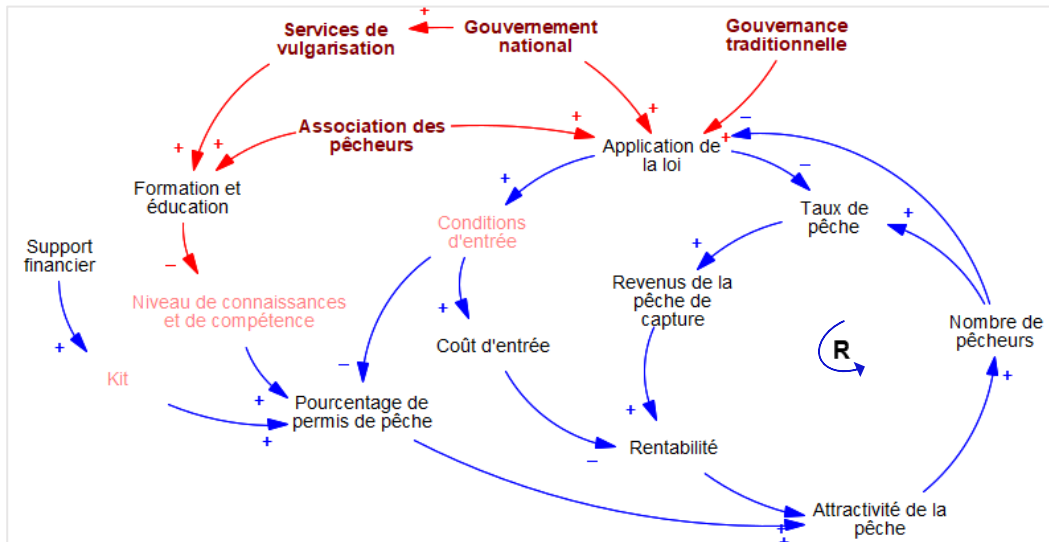 Services de
vulgarisation
+
Gouvernement
national
Gouvernance
traditionnelle
+
+
+
+
+
–
Association des
pêcheurs
Application de
la loi
+
–
Formation et
éducation
+
Conditions
d'entrée
Taux de
pêche
+
Support
financier
–
+
Niveau de connaissances
et de compétence
+
Revenus de la
pêche de
capture
+
Coût d'entrée
R
Nombre de
pêcheurs
+
Kit
–
+
+
Pourcentage de
permis de pêche
+
+
–
Rentabilité
Attractivité de la
pêche
+
+